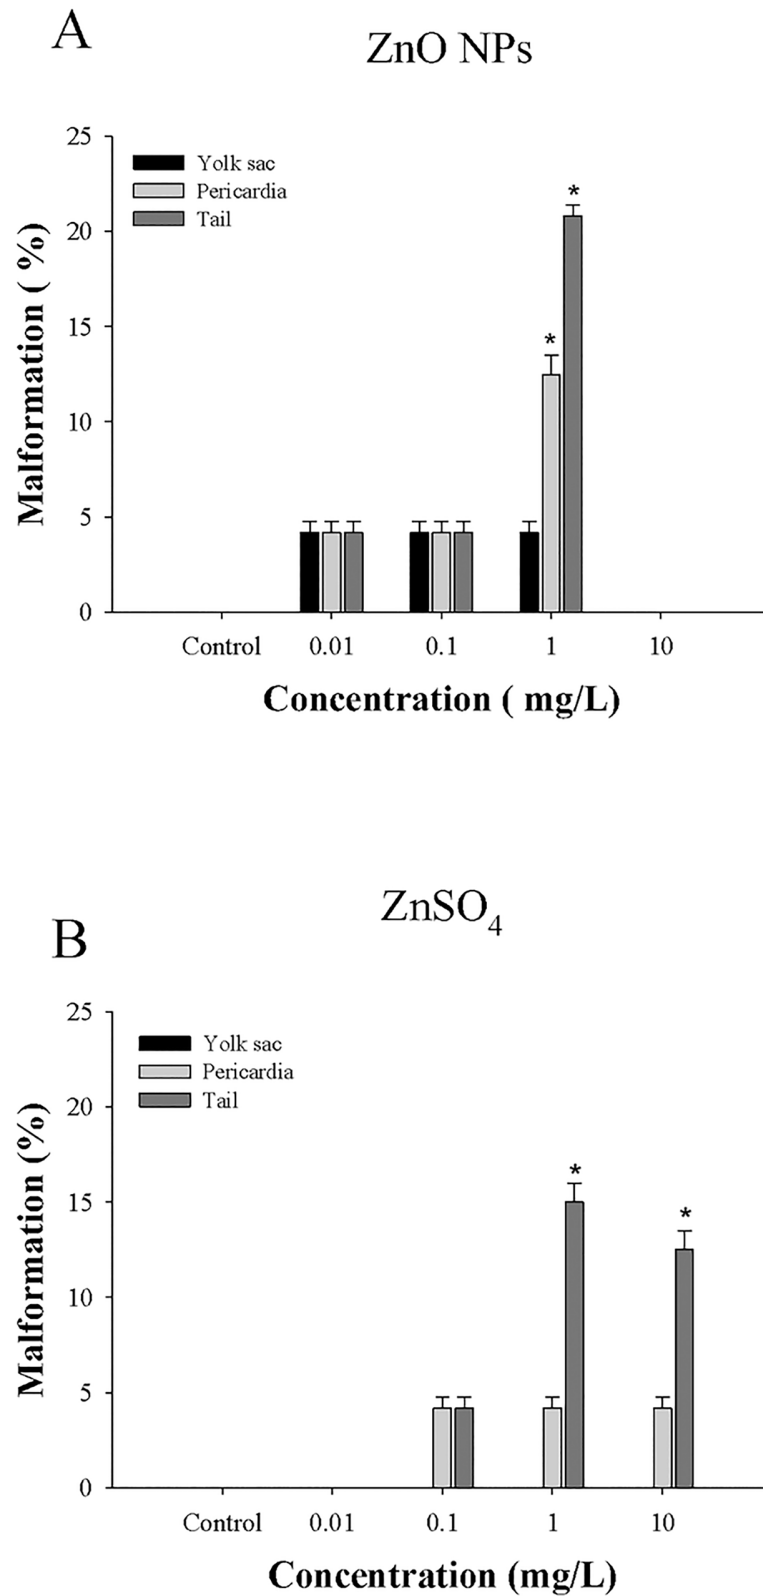 A
ZnO NPs
25
20
15
10
5
0
Malformation ( %)
Yolk sac
Pericardia
Tail
*
*
Control 0.01 0.1 1 10
Concentration ( mg/L)
B
ZnSO4
25
20
15
10
5
0
Malformation (%)
Yolk sac
Pericardia
Tail
*
*
Control 0.01 0.1 1 10
Concentration (mg/L)